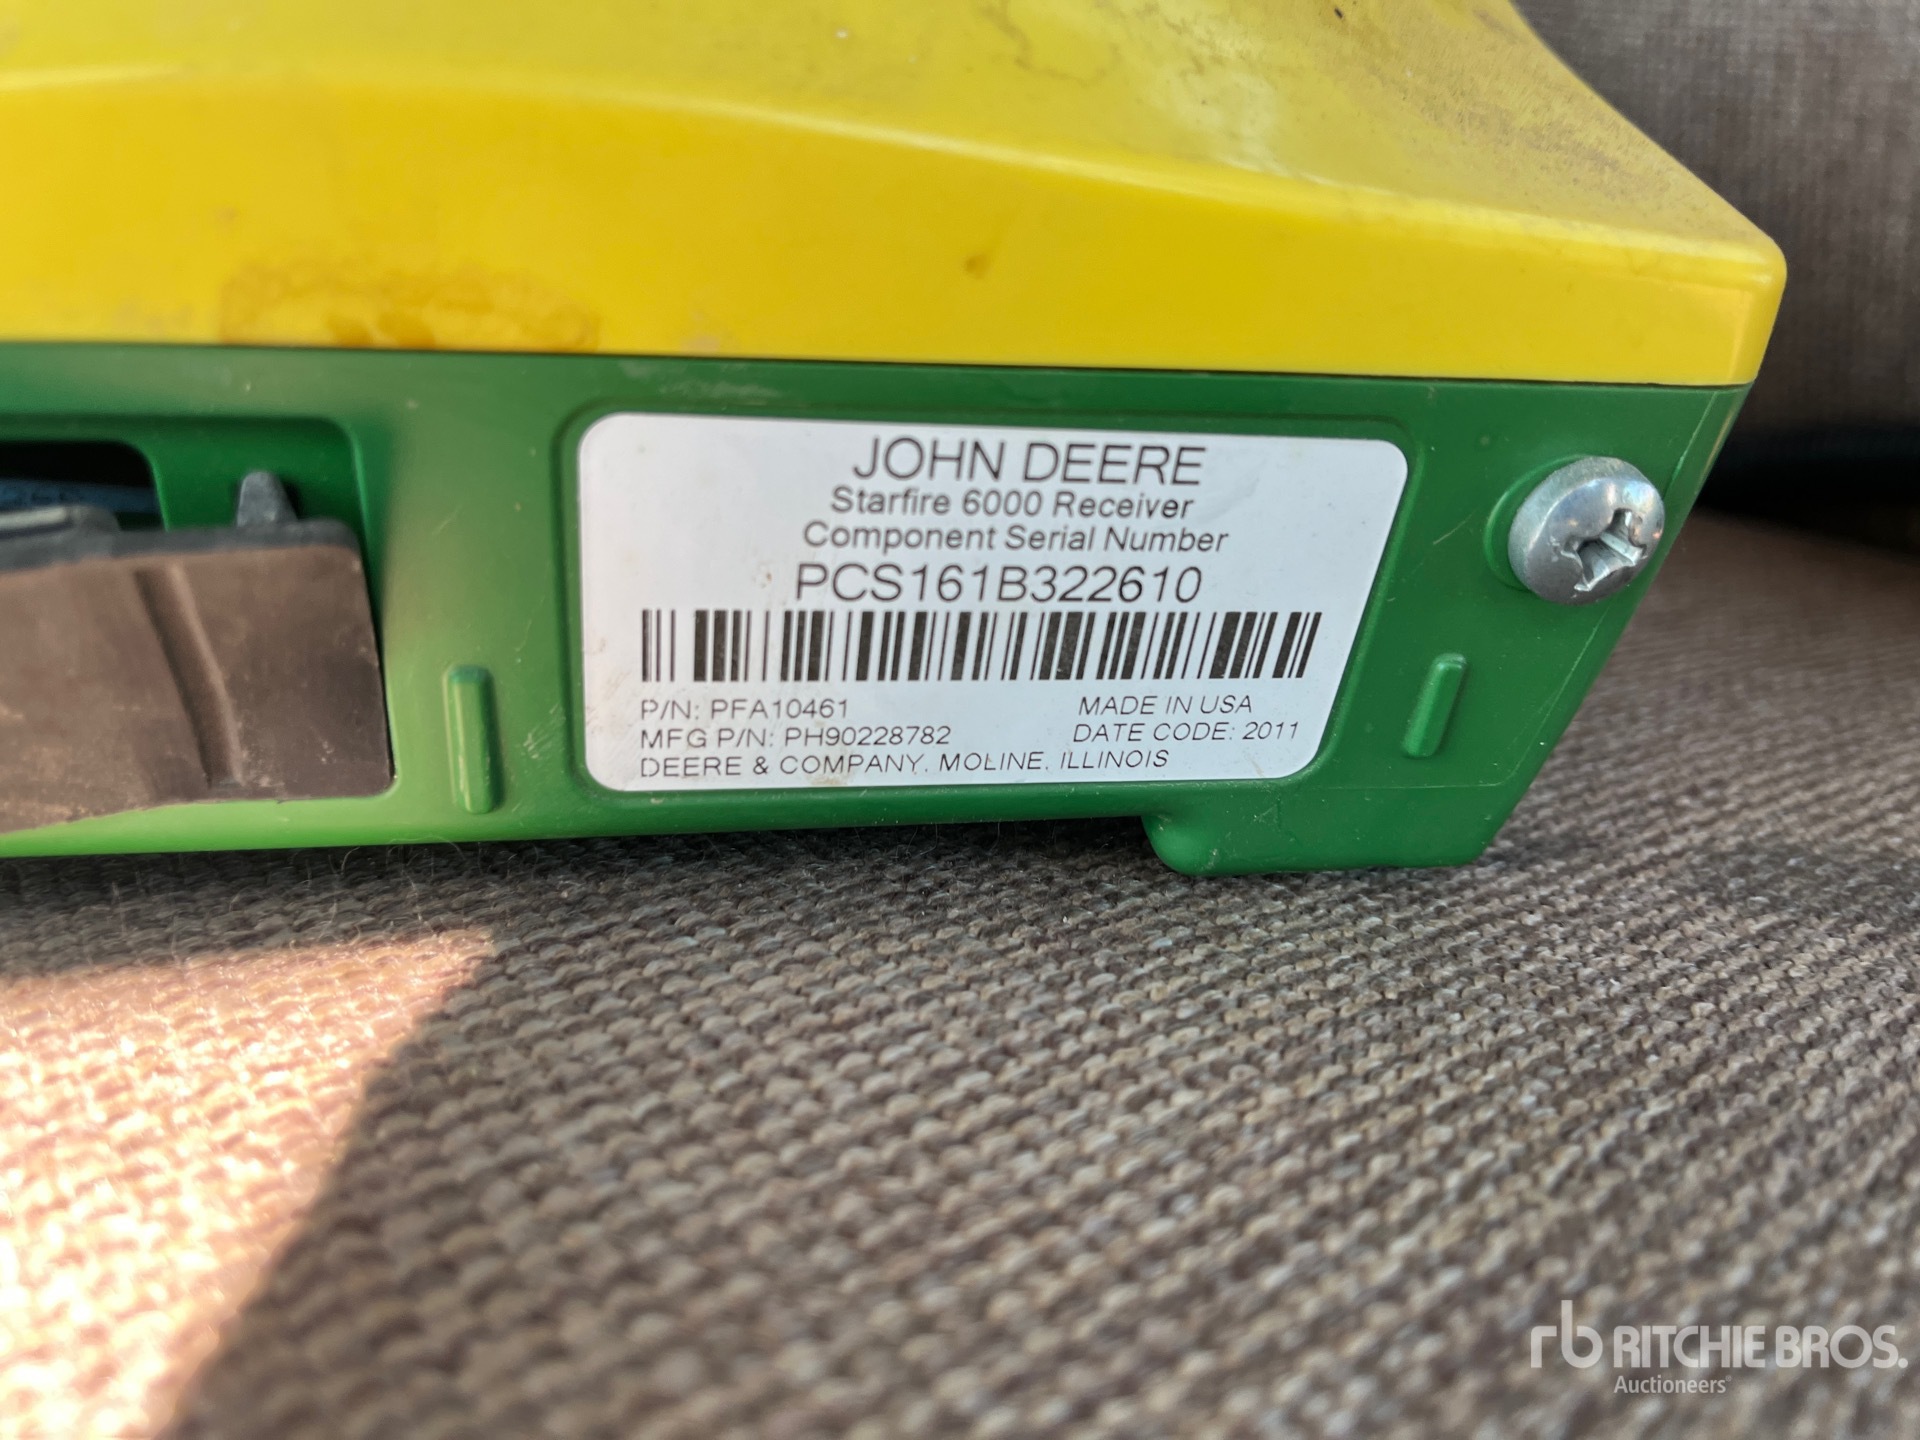 JOHN DEERE
Starfire 6000 Receiver
Component Serial Number
PCS161B322610
P/N: PFA10461 MADE IN USA
MFG P/N: PH90228782 DATE CODE: 2011
DEERE & COMPANY, MOLINE, ILLINOIS
rb RITCHIE BROS.
Auctioneers